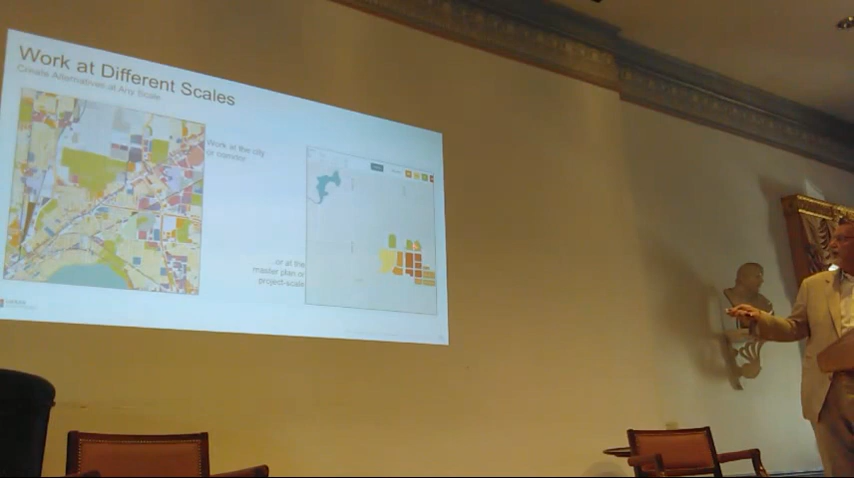 Work at Different Scales
Create Alternatives at Any Scale
Work at the city
or corridor
or at the
master plan or
project-scale